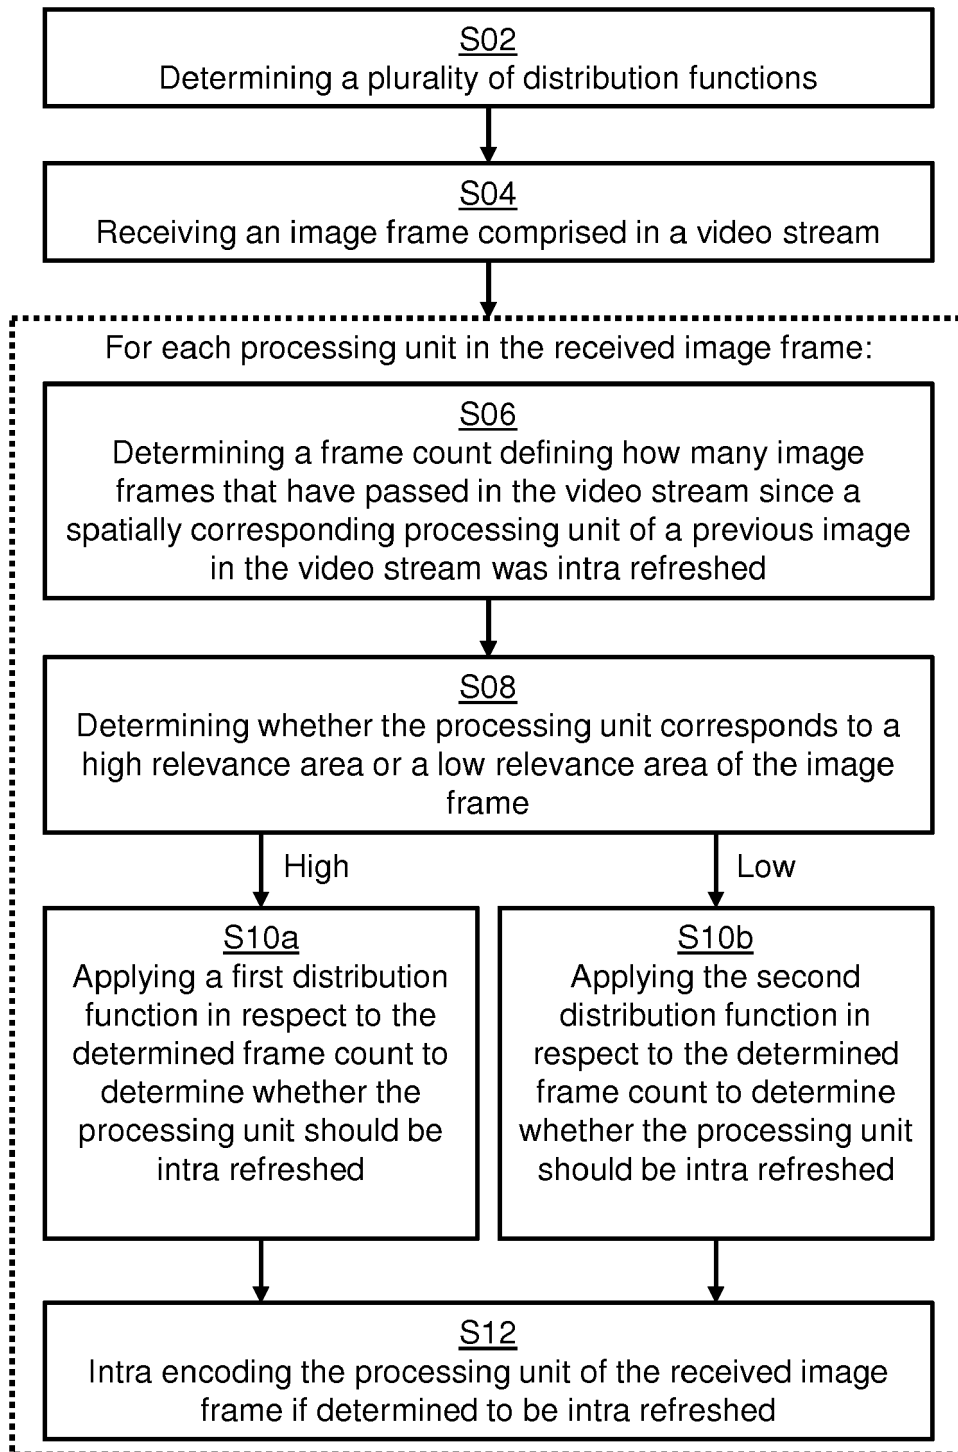 S02
Determining a plurality of distribution functions
S04
Receiving an image frame comprised in a video stream
For each processing unit in the received image frame:
S06
Determining a frame count defining how many image
frames that have passed in the video stream since a
spatially corresponding processing unit of a previous image
in the video stream was intra refreshed
S08
Determining whether the processing unit corresponds to a
high relevance area or a low relevance area of the image
frame
High
Low
S10a
Applying a first distribution
function in respect to the
determined frame count to
determine whether the
processing unit should be
intra refreshed
S10b
Applying the second
distribution function in
respect to the determined
frame count to determine
whether the processing unit
should be intra refreshed
S12
Intra encoding the processing unit of the received image
frame if determined to be intra refreshed